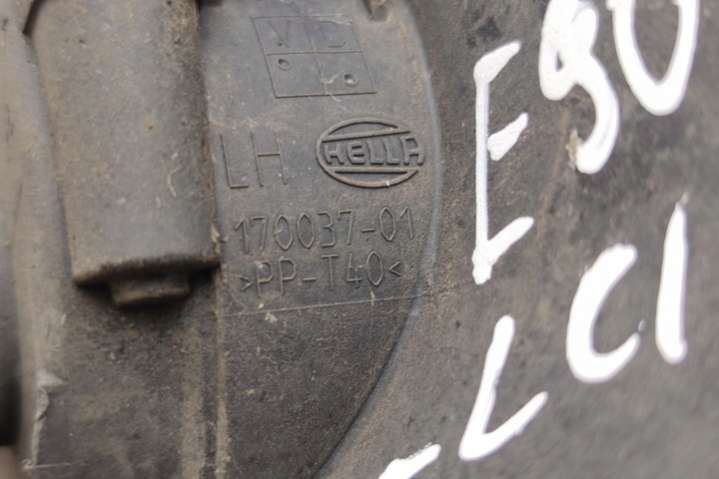 E90
LH HELLA
170037-01
>PP-T40<
LCI